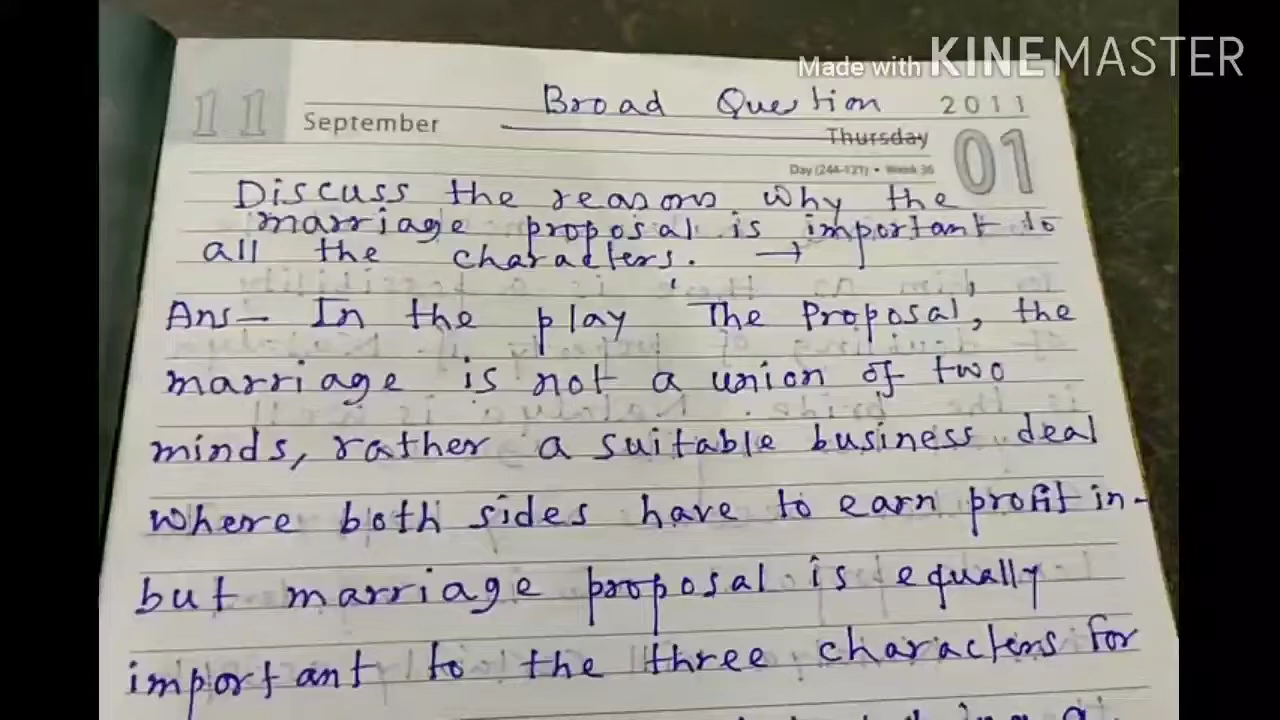 Made with KINEMASTER
Broad Question 2011
11 September Thursday 01
Day (244-121) • Week 36
Discuss the reasons why the
marriage proposal is important to
all the characters. →
Ans – In the play The Proposal, the
marriage is not a union of two
minds, rather a suitable business deal
where both sides have to earn profit in-
but marriage proposal is equally
important to the three characters for